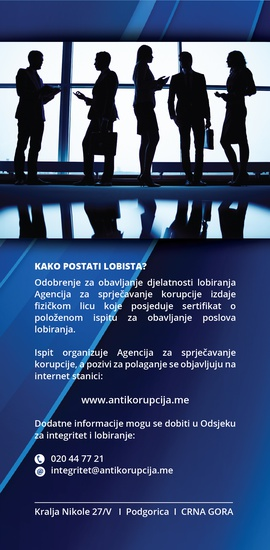 KAKO POSTATI LOBISTA?
Odobrenje za obavljanje djelatnosti lobiranja
Agencija za sprječavanje korupcije izdaje
fizičkom licu koje posjeduje sertifikat o
položenom ispitu za obavljanje poslova
lobiranja.
Ispit organizuje Agencija za sprječavanje
korupcije, a pozivi za polaganje se objavljuju na
internet stanici:
www.antikorupcija.me
Dodatne informacije mogu se dobiti u Odsjeku
za integritet i lobiranje:
020 44 77 21
integritet@antikorupcija.me
Kralja Nikole 27/V I Podgorica I CRNA GORA